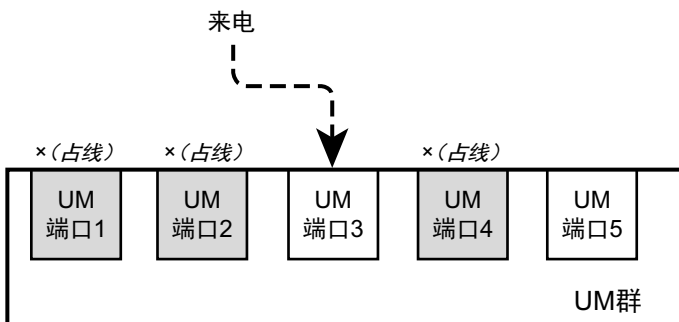 来电
×（占线） ×（占线） ×（占线）
UM UM UM UM UM
端口1 端口2 端口3 端口4 端口5
UM群